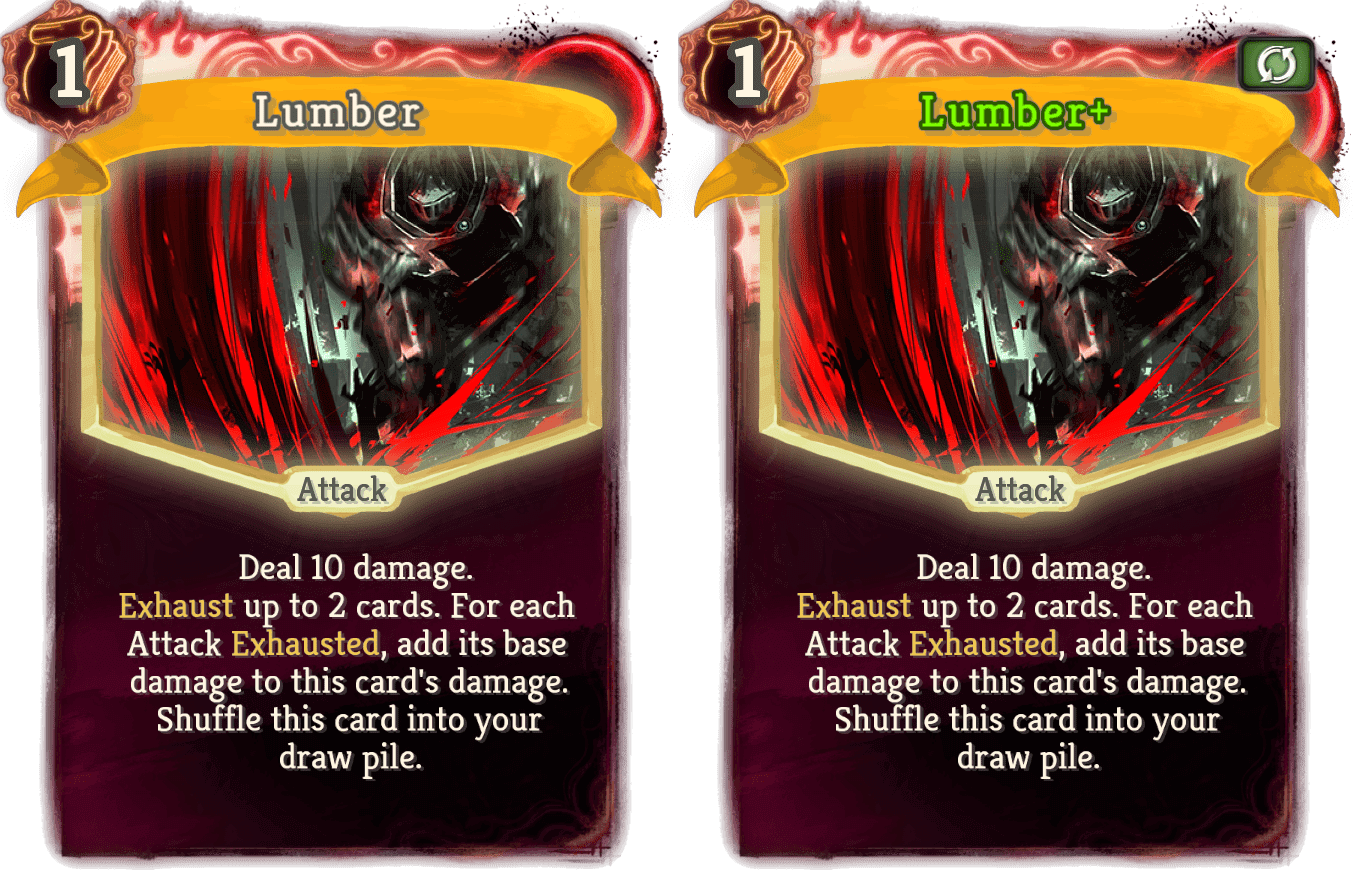 1
Lumber
Attack
Deal 10 damage.
Exhaust up to 2 cards. For each
Attack Exhausted, add its base
damage to this card's damage.
Shuffle this card into your
draw pile.
1
Lumber+
Attack
Deal 10 damage.
Exhaust up to 2 cards. For each
Attack Exhausted, add its base
damage to this card's damage.
Shuffle this card into your
draw pile.